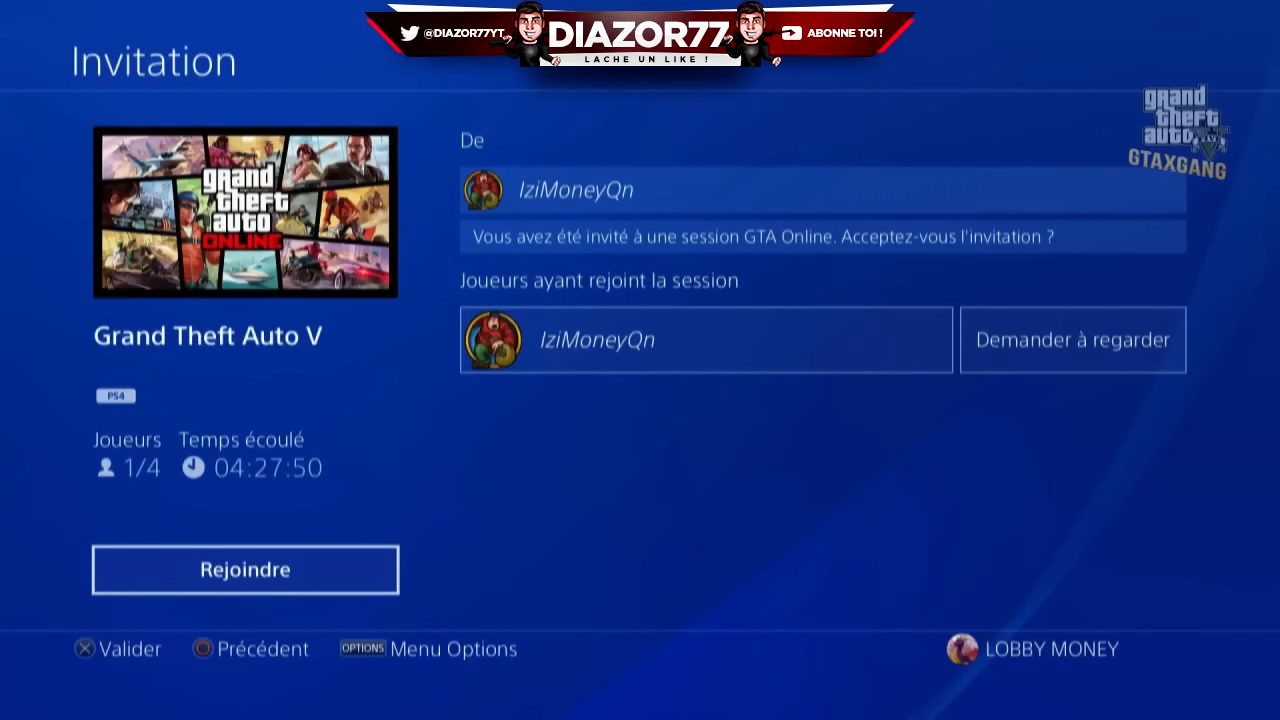 @DIAZOR77YT
DIAZOR77
ABONNE TOI !
LACHE UN LIKE !
Invitation
grand
theft
auto
GTAXGANG
De
grand
theft
auto
ONLINE
IziMoneyQn
Vous avez été invité à une session GTA Online. Acceptez-vous l'invitation ?
Joueurs ayant rejoint la session
Grand Theft Auto V
IziMoneyQn
Demander à regarder
PS4
Joueurs Temps écoulé
1/4 04:27:50
Rejoindre
Valider
Précédent
OPTIONS Menu Options
LOBBY MONEY